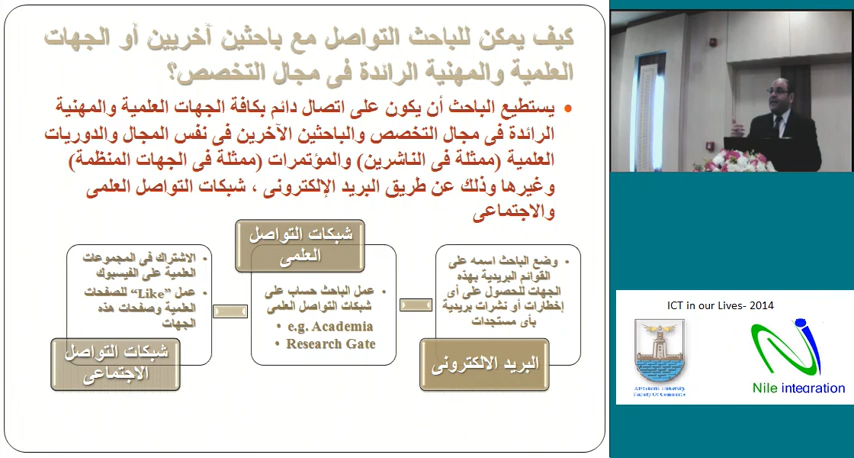 كيف يمكن للباحث التواصل مع باحثين آخريين أو الجهات
العلمية والمهنية الرائدة فى مجال التخصص؟
يستطيع الباحث أن يكون على اتصال دائم بكافة الجهات العلمية والمهنية
الرائدة فى مجال التخصص والباحثين الآخرين فى نفس المجال والدوريات
العلمية (ممثلة فى الناشرين) والمؤتمرات (ممثلة فى الجهات المنظمة)
وغيرها وذلك عن طريق البريد الإلكترونى ، شبكات التواصل العلمى
والاجتماعى
وضع الباحث اسمه على
القوائم البريدية بهذه
الجهات للحصول على أى
إخطارات أو نشرات بريدية
بأى مستجدات
البريد الالكترونى
شبكات التواصل
العلمى
عمل الباحث حساب على
شبكات التواصل العلمى
e.g. Academia
Research Gate
الاشتراك فى المجموعات
العلمية على الفيسبوك
عمل “Like” للصفحات
العلمية وصفحات هذه
الجهات
شبكات التواصل
الاجتماعى
ICT in our Lives- 2014
Nile integration